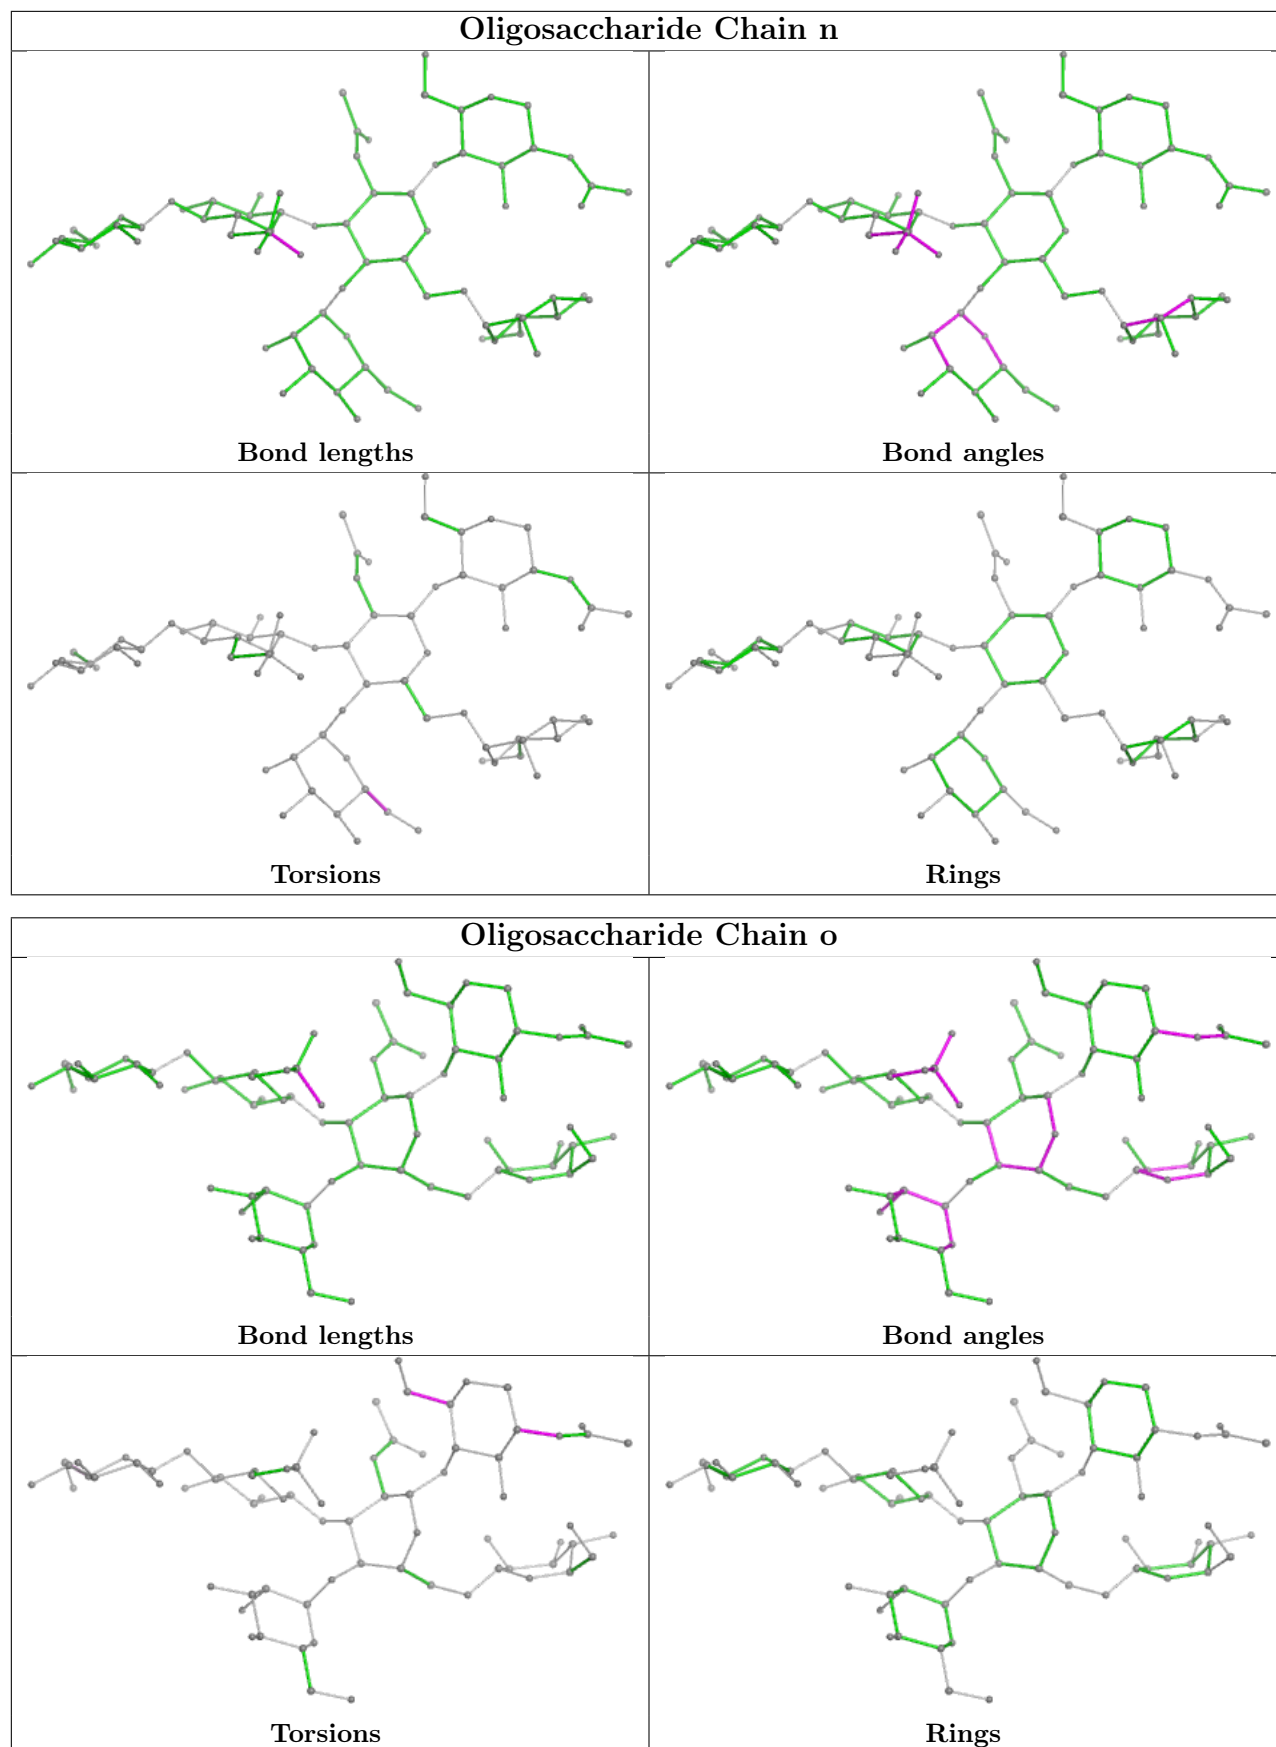 Oligosaccharide Chain n
Bond lengths
Bond angles
Torsions
Rings
Oligosaccharide Chain o
Bond lengths
Bond angles
Torsions
Rings